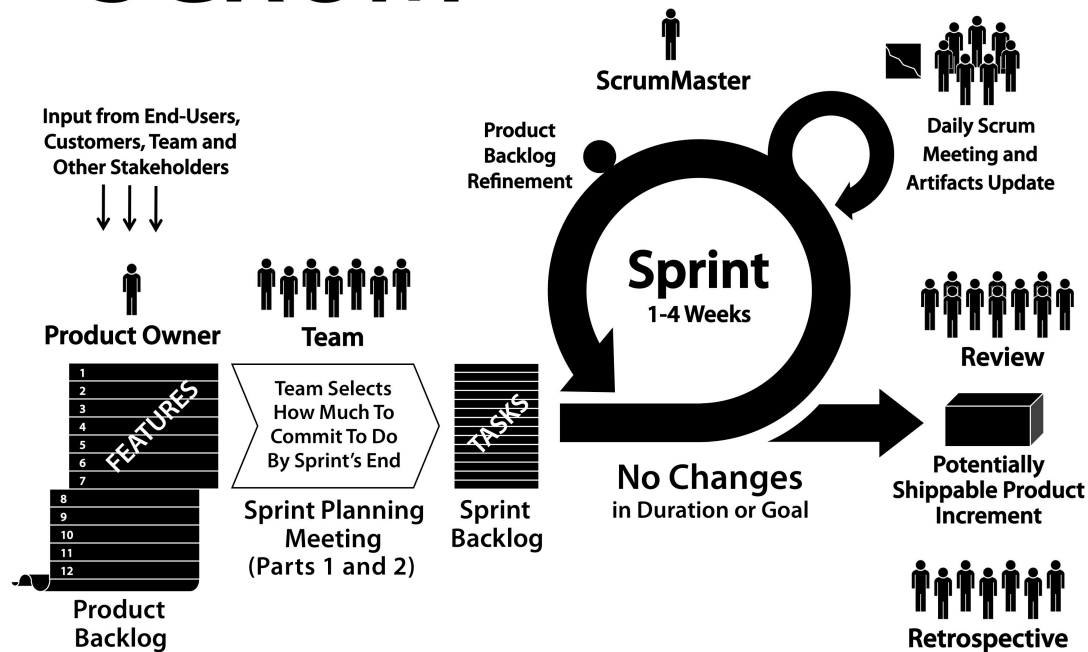 Input from End-Users,
Customers, Team and
Other Stakeholders
Product Owner
1
2
3
4
5
6
7
FEATURES
8
9
10
11
12
Product
Backlog
Team
Team Selects
How Much To
Commit To Do
By Sprint's End
Sprint Planning
Meeting
(Parts 1 and 2)
TASKS
Sprint
Backlog
ScrumMaster
Product
Backlog
Refinement
Sprint
1-4 Weeks
No Changes
in Duration or Goal
Daily Scrum
Meeting and
Artifacts Update
Review
Potentially
Shippable Product
Increment
Retrospective